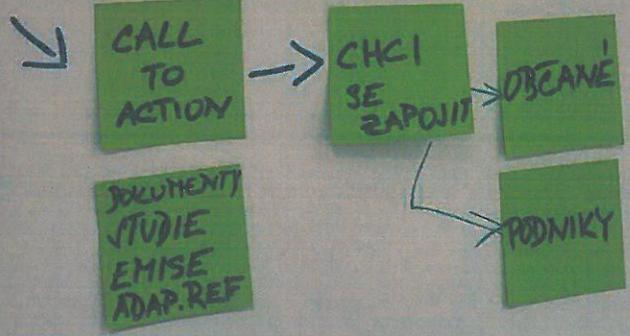 CALL
TO
ACTION
CHCI
SE
ZAPOJIT
OBČANÉ
DOKUMENTY
STUDIE
EMISE
ADAP.REF
PODNIKY